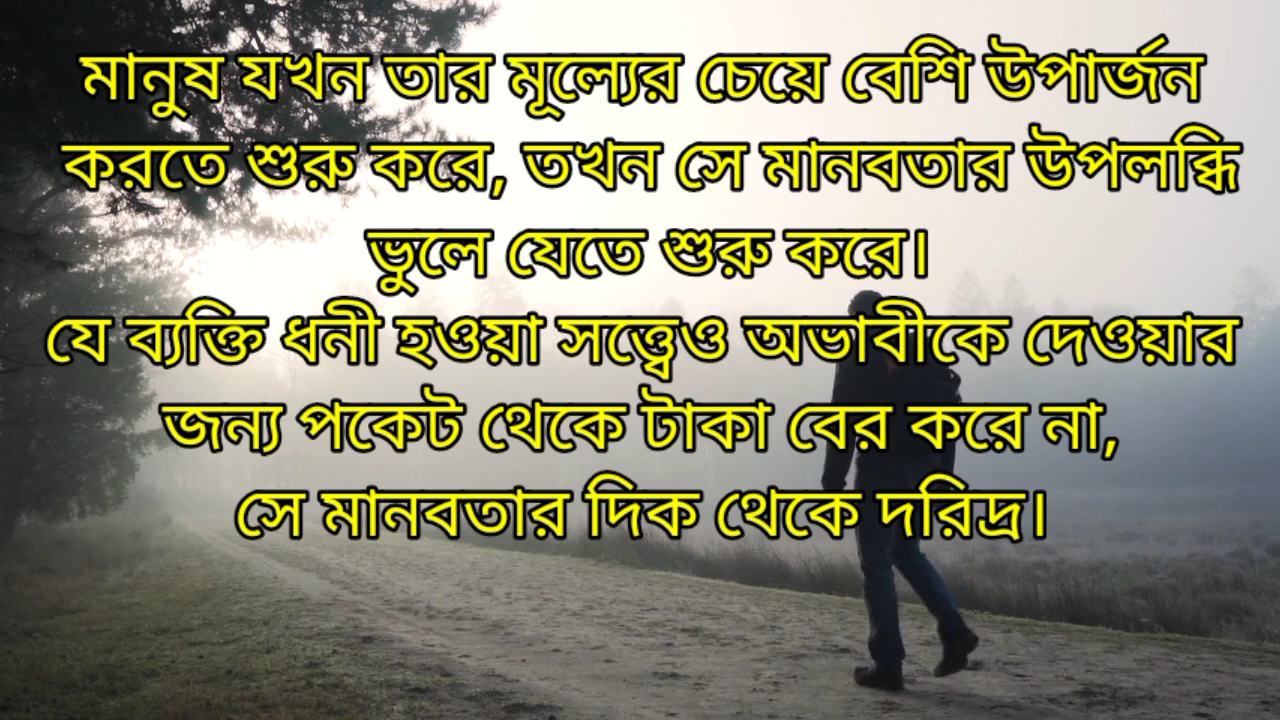 মানুষ যখন তার মূল্যের চেয়ে বেশি উপার্জন
করতে শুরু করে, তখন সে মানবতার উপলব্ধি
ভুলে যেতে শুরু করে।
যে ব্যক্তি ধনী হওয়া সত্ত্বেও অভাবীকে দেওয়ার
জন্য পকেট থেকে টাকা বের করে না,
সে মানবতার দিক থেকে দরিদ্র।